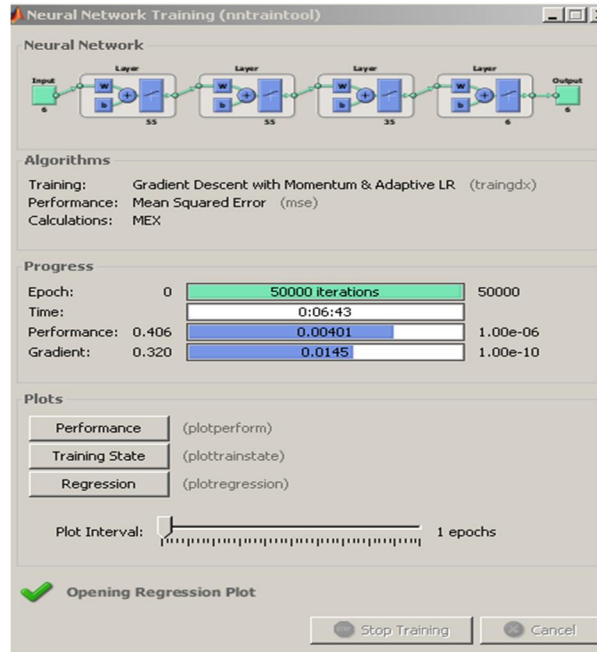 Neural Network Training (nntraintool)
Neural Network
Layer Layer Layer Layer
Input W W W W Output
b b b b
6 55 55 35 6 6
Algorithms
Training: Gradient Descent with Momentum & Adaptive LR (traingdx)
Performance: Mean Squared Error (mse)
Calculations: MEX
Progress
Epoch: 0 50000 iterations 50000
Time: 0:06:43
Performance: 0.406 0.00401 1.00e-06
Gradient: 0.320 0.0145 1.00e-10
Plots
Performance (plotperform)
Training State (plottrainstate)
Regression (plotregression)
Plot Interval: 1 epochs
Opening Regression Plot
Stop Training Cancel